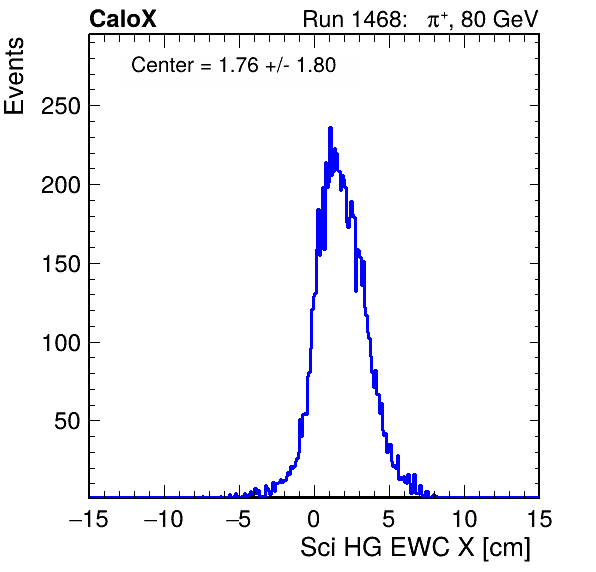 CaloX Run 1468: π⁺, 80 GeV
Center = 1.76 +/- 1.80
Events
250
200
150
100
50
−15 −10 −5 0 5 10 15
Sci HG EWC X [cm]